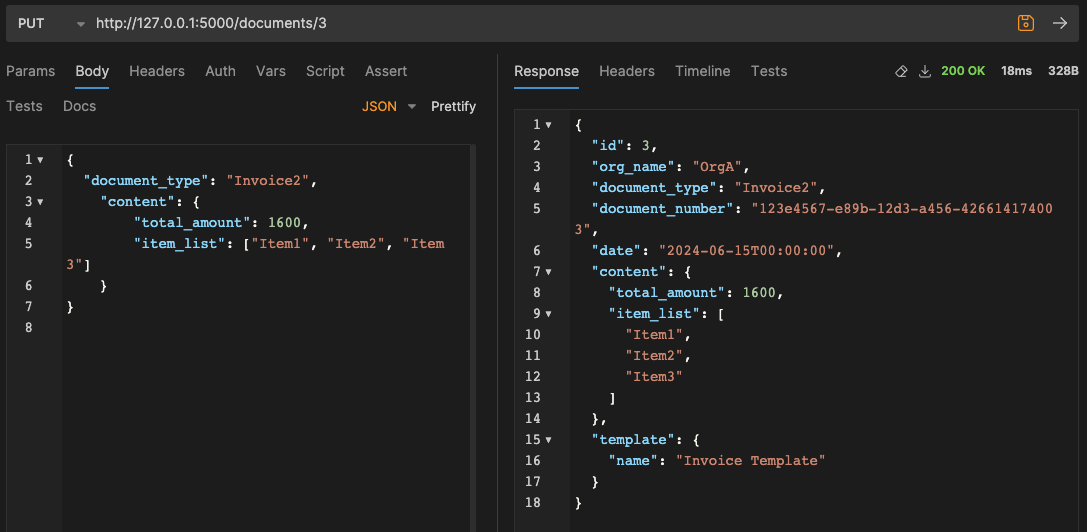 PUT http://127.0.0.1:5000/documents/3
Params Body Headers Auth Vars Script Assert
Tests Docs JSON Prettify
1 {
2 "document_type": "Invoice2",
3 "content": {
4 "total_amount": 1600,
5 "item_list": ["Item1", "Item2", "Item
3"]
6 }
7 }
8
Response Headers Timeline Tests 200 OK 18ms 328B
1 {
2 "id": 3,
3 "org_name": "OrgA",
4 "document_type": "Invoice2",
5 "document_number": "123e4567-e89b-12d3-a456-42661417400
3",
6 "date": "2024-06-15T00:00:00",
7 "content": {
8 "total_amount": 1600,
9 "item_list": [
10 "Item1",
11 "Item2",
12 "Item3"
13 ]
14 },
15 "template": {
16 "name": "Invoice Template"
17 }
18 }